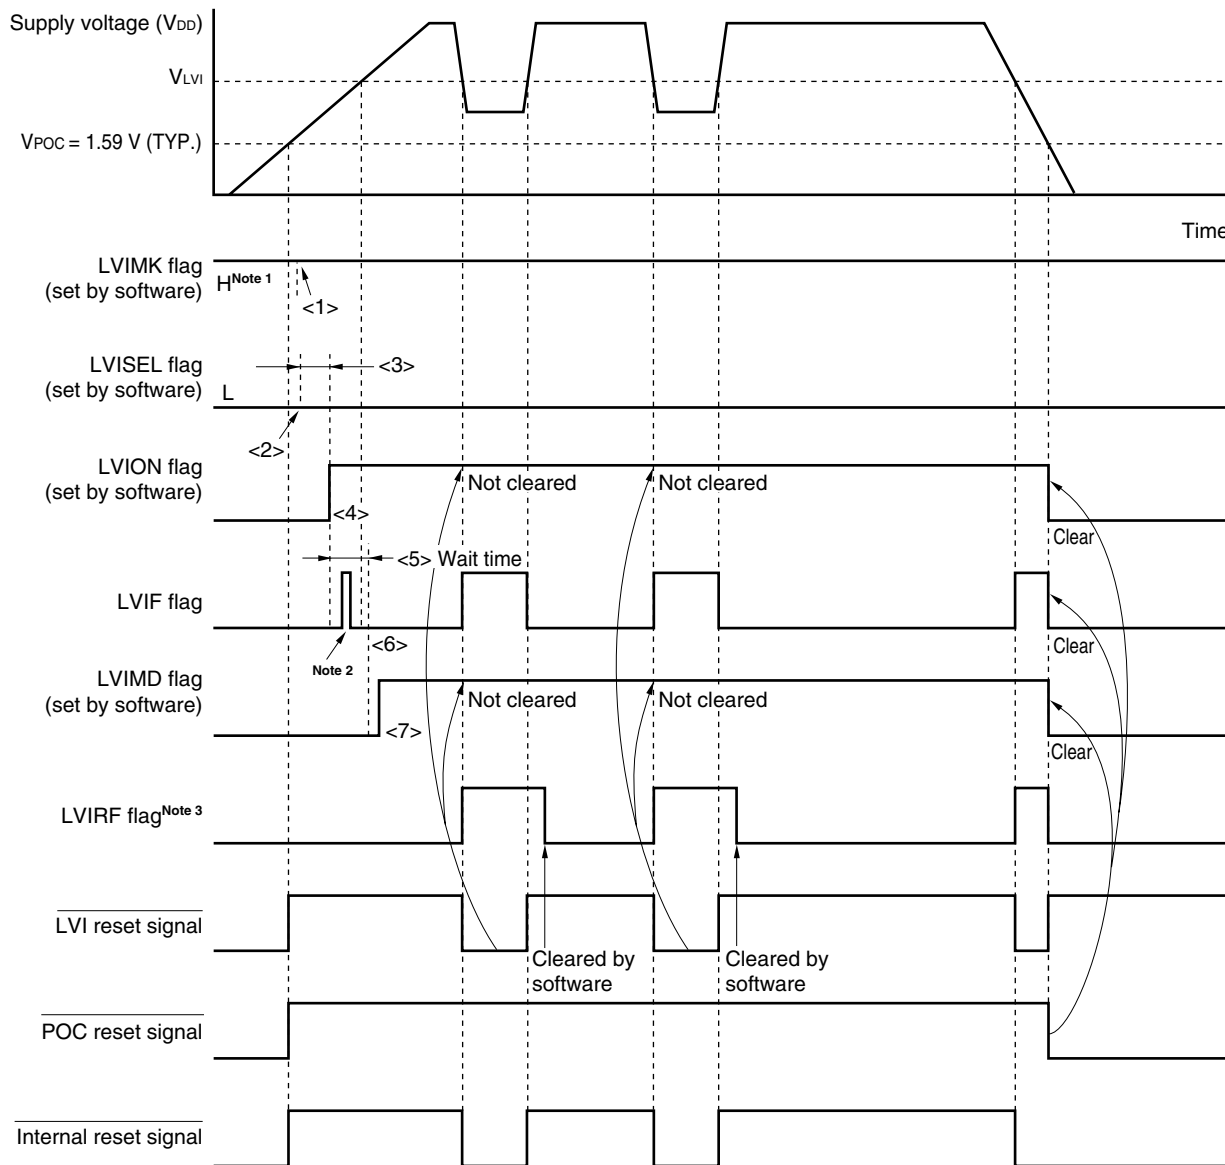 Supply voltage (VDD)
VLVI
VPOC = 1.59 V (TYP.)
Time
LVIMK flag
(set by software)
H Note 1
<1>
LVISEL flag
(set by software)
L
<3>
<2>
LVION flag
(set by software)
Not cleared
Not cleared
<4>
Clear
<5> Wait time
LVIF flag
Note 2
<6>
Clear
LVIMD flag
(set by software)
Not cleared
Not cleared
<7>
Clear
LVIRF flag Note 3
LVI reset signal
Cleared by
software
Cleared by
software
POC reset signal
Internal reset signal